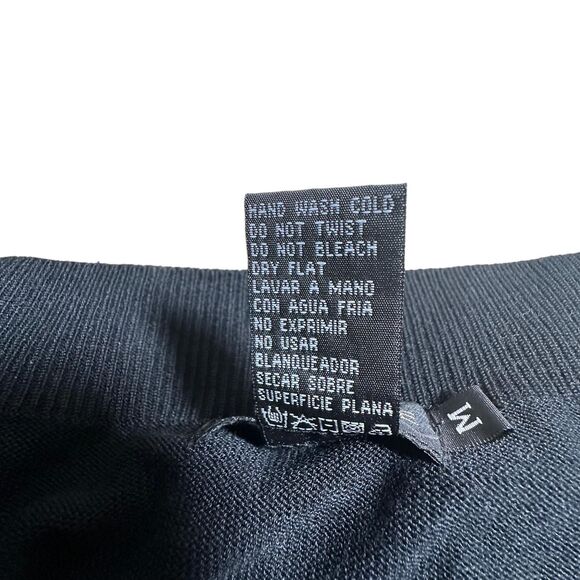 HAND WASH COLD
DO NOT TWIST
DO NOT BLEACH
DRY FLAT
LAVAR A MANO
CON AGUA FRIA
NO EXPRIMIR
NO USAR
BLANQUEADOR
SECAR SOBRE
SUPERFICIE PLANA
M